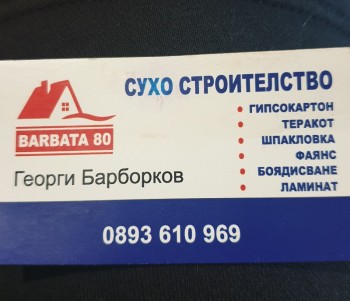 СУХО СТРОИТЕЛСТВО
• ГИПСОКАРТОН
• ТЕРАКОТ
• ШПАКЛОВКА
• ФАЯНС
• БОЯДИСВАНЕ
• ЛАМИНАТ
BARBATA 80
Георги Барборков
0893 610 969